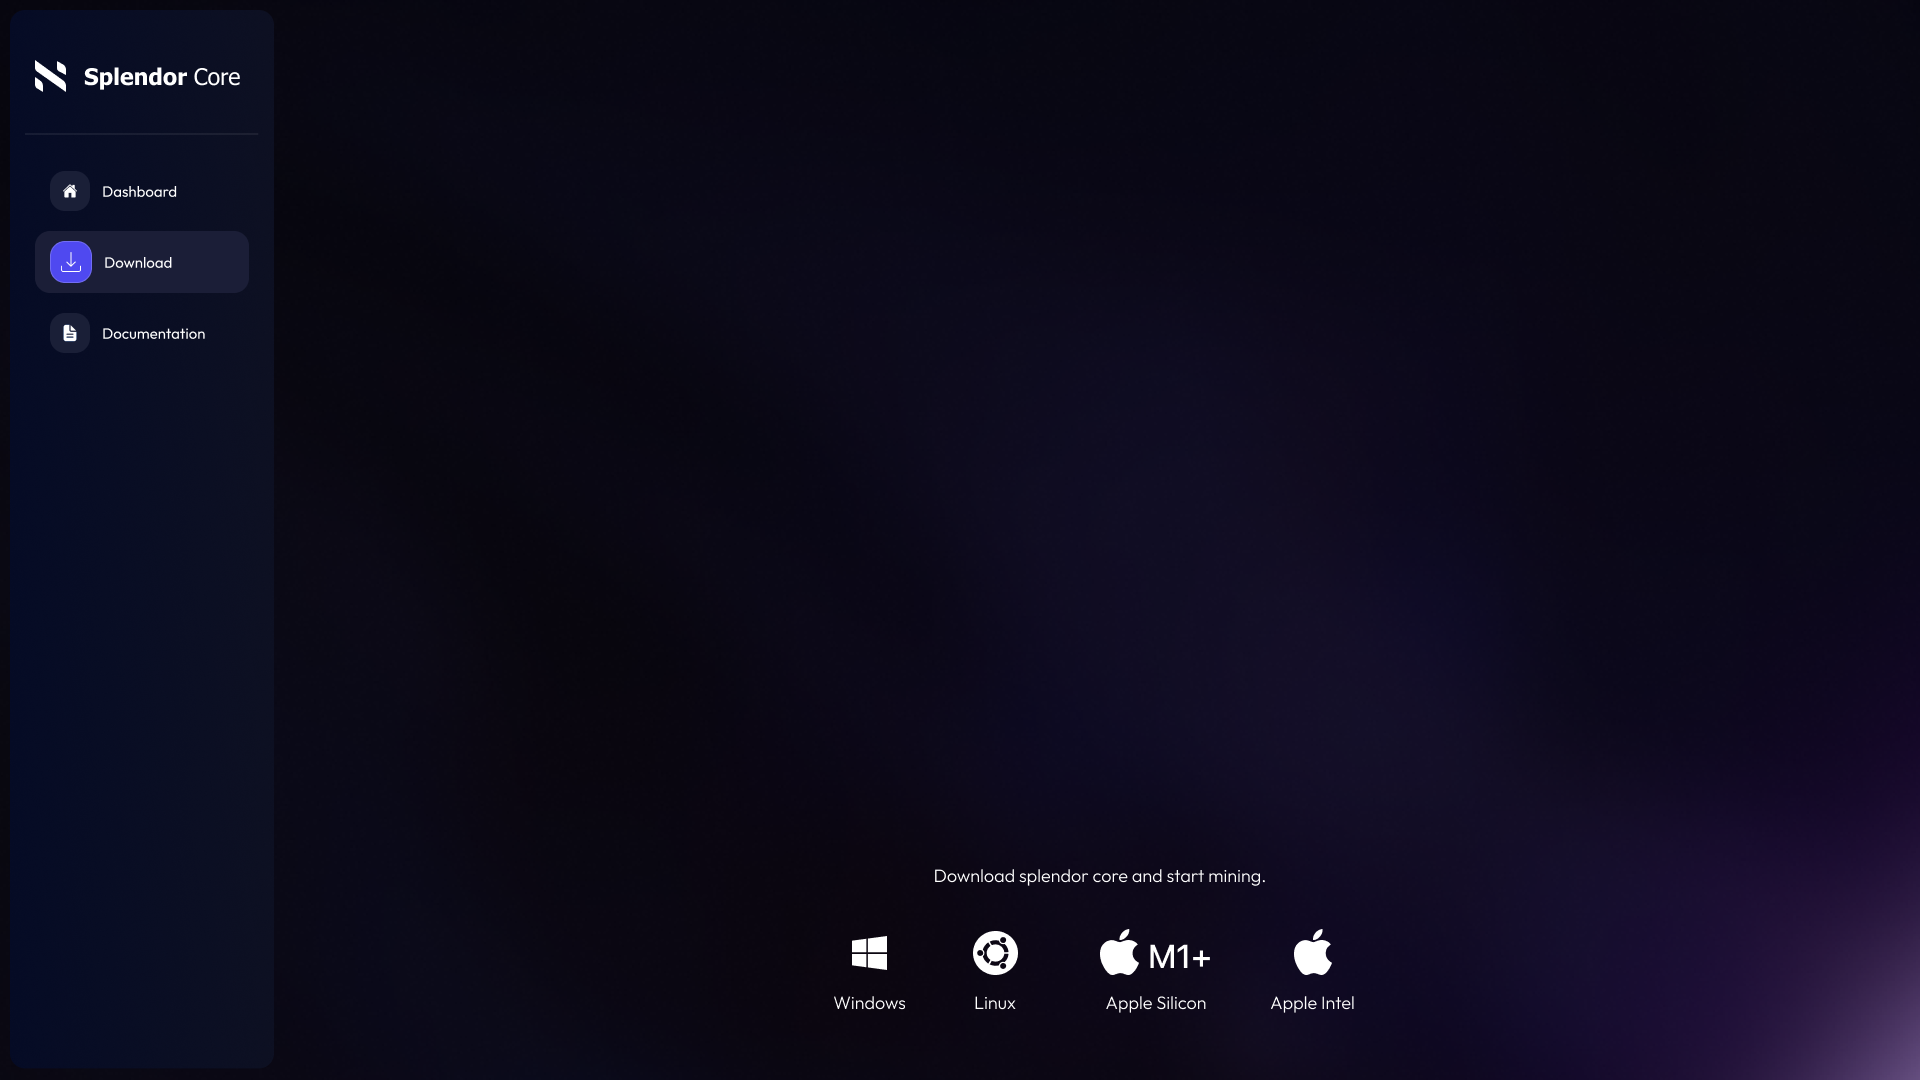 Splendor Core
Dashboard
Download
Documentation
Download splendor core and start mining.
M1+
Windows
Linux
Apple Silicon
Apple Intel